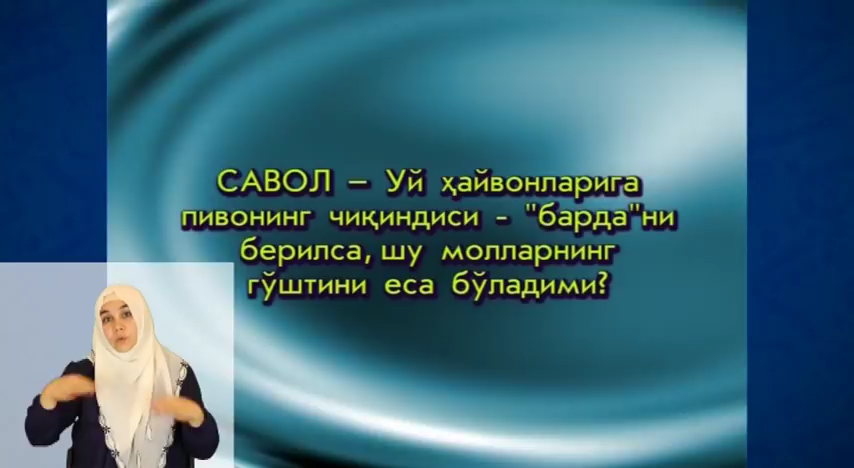 САВОЛ – Уй ҳайвонларига
пивонинг чиқиндиси - "барда"ни
берилса, шу молларнинг
гўштини еса бўладими?